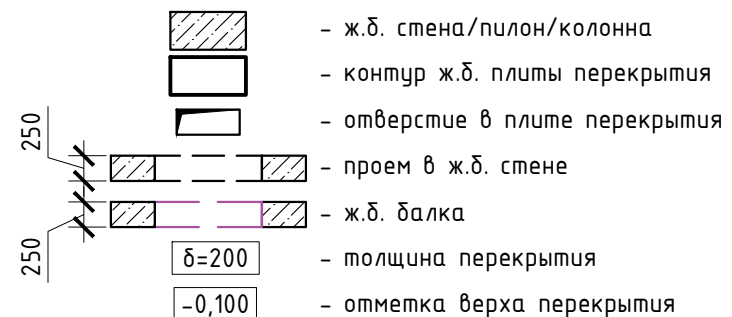 – ж.б. стена/пилон/колонна
– контур ж.б. плиты перекрытия
– отверстие в плите перекрытия
250
– проем в ж.б. стене
– ж.б. балка
250
δ=200 – толщина перекрытия
-0,100 – отметка верха перекрытия